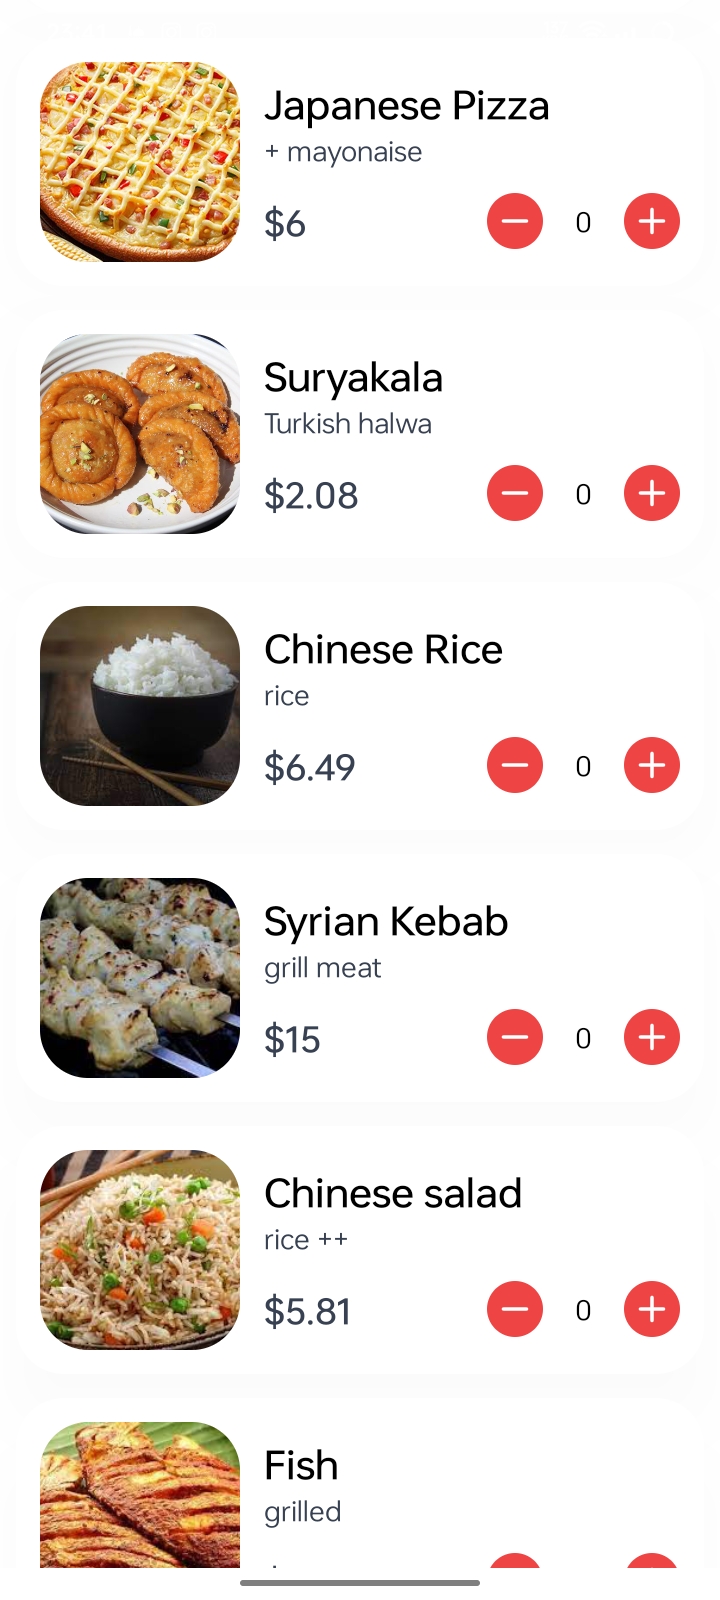 Japanese Pizza
+ mayonaise
$6
0
Suryakala
Turkish halwa
$2.08
0
Chinese Rice
rice
$6.49
0
Syrian Kebab
grill meat
$15
0
Chinese salad
rice ++
$5.81
0
Fish
grilled